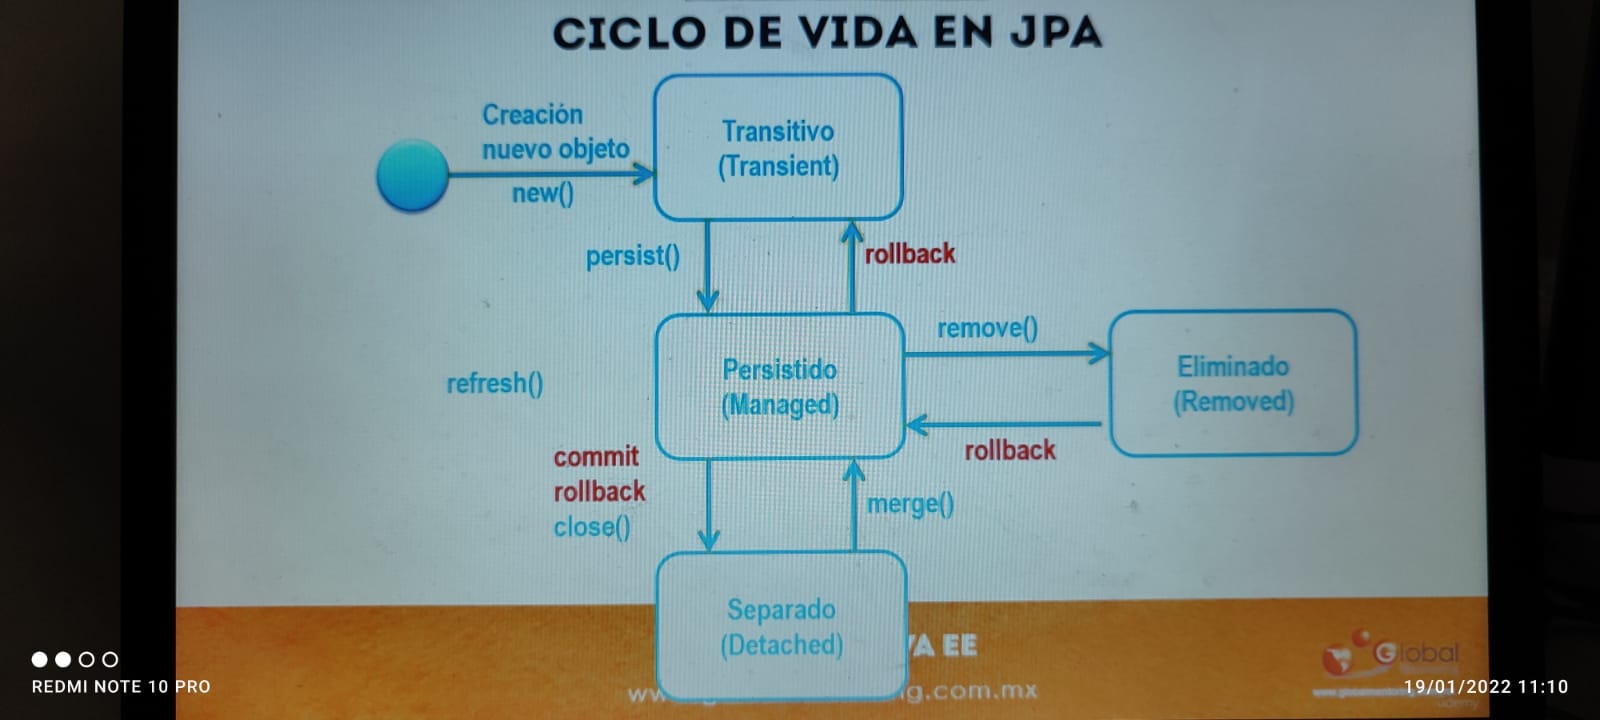 CICLO DE VIDA EN JPA
Creación
nuevo objeto
new()
Transitivo
(Transient)
persist()
rollback
remove()
Persistido
(Managed)
Eliminado
(Removed)
refresh()
rollback
commit
rollback
close()
merge()
Separado
(Detached)
A EE
ww
g.com.mx
Global
udemy
REDMI NOTE 10 PRO
19/01/2022 11:10